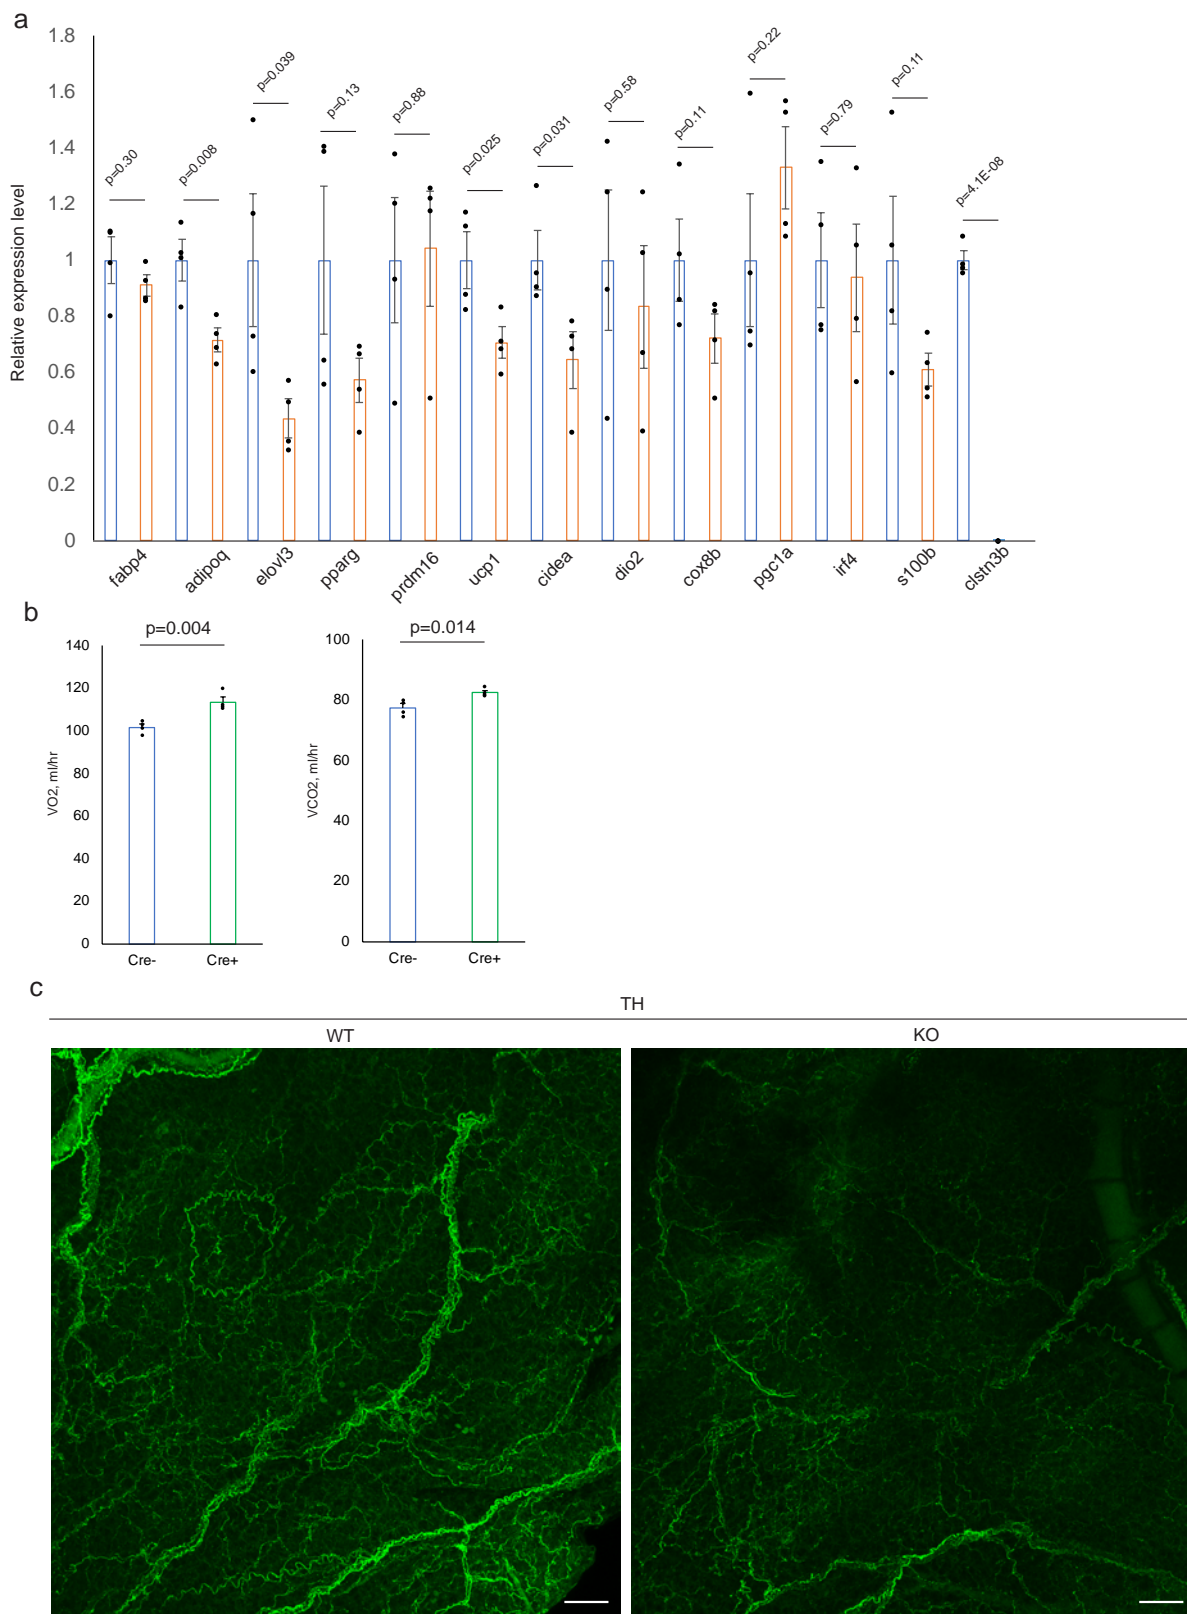 a
Relative expression level
1.8
1.6
1.4
1.2
1
0.8
0.6
0.4
0.2
0
p=0.30
p=0.008
p=0.039
p=0.13
p=0.88
p=0.025
p=0.031
p=0.58
p=0.11
p=0.22
p=0.79
p=0.11
p=4.1E-08
fabp4
adipoq
elovl3
pparg
prdm16
ucp1
cidea
dio2
cox8b
pgc1a
irf4
s100b
clstn3b
b
p=0.004
VO2, ml/hr
140
120
100
80
60
40
20
0
Cre-
Cre+
p=0.014
VCO2, ml/hr
100
80
60
40
20
0
Cre-
Cre+
c
TH
WT
KO